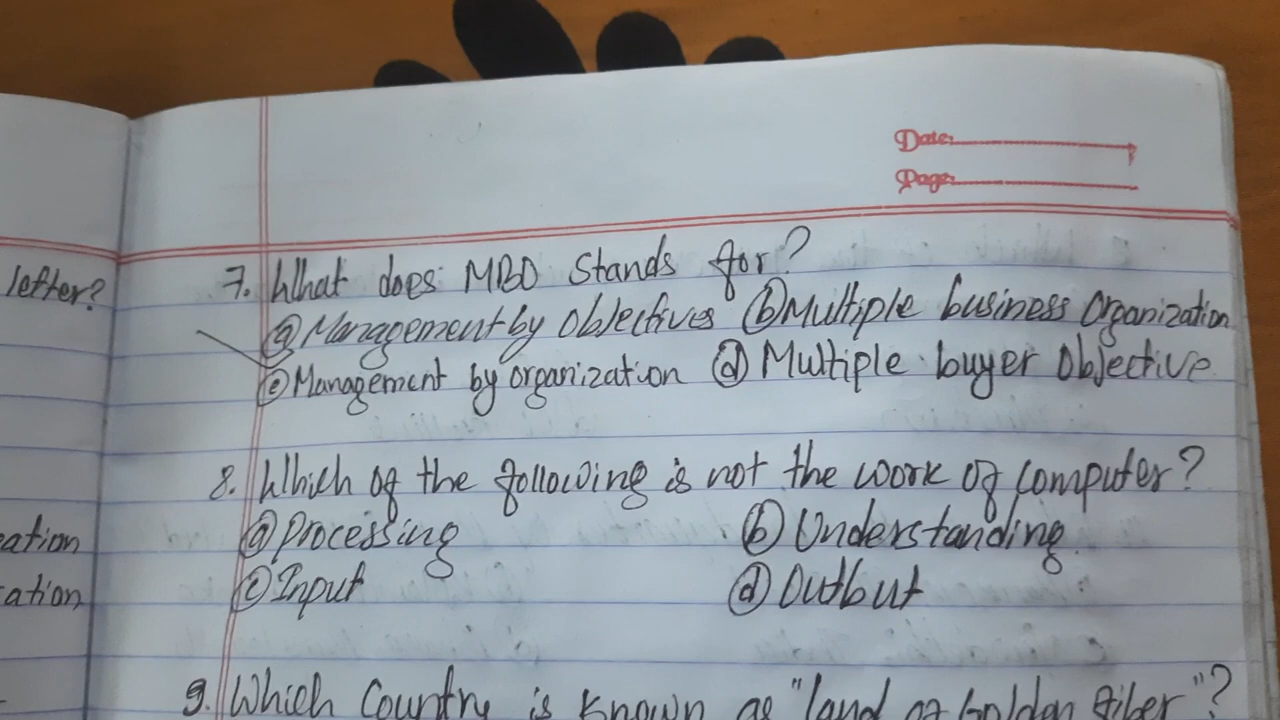 Date:
Page:
letter?
7. What does MBO Stands for?
ⓐ Management by Objectives ⓑ Multiple business Organization
ⓒ Management by organization ⓓ Multiple buyer Objective
8. Which of the following is not the work of computer?
ation
ⓐ Processing ⓑ Understanding
ation
ⓒ Input ⓓ Outbut
9. Which Country is known as "land of Golden fiber"?